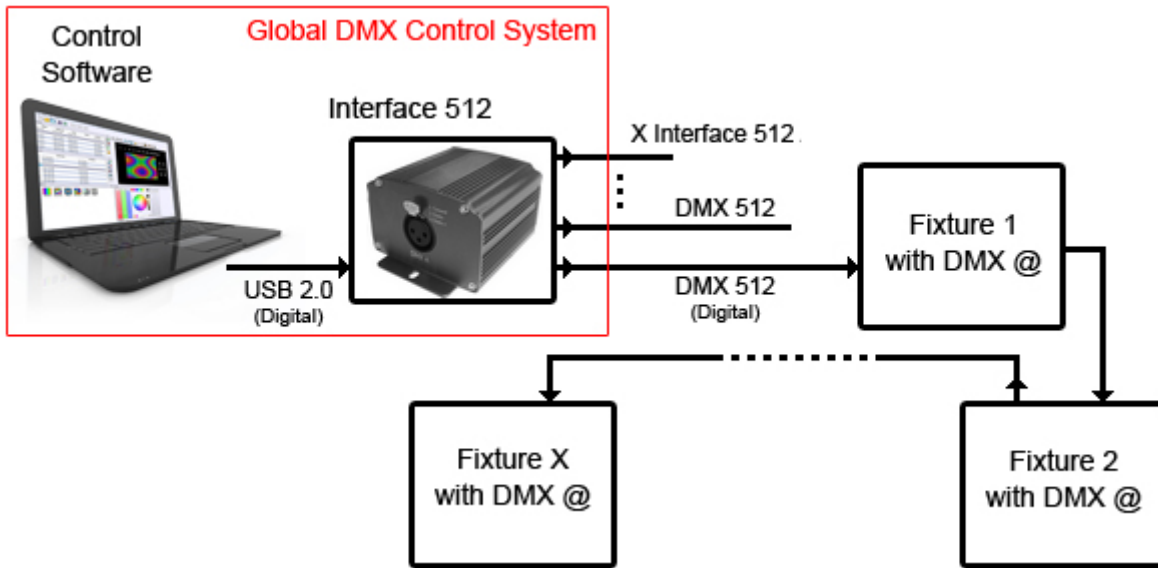 Global DMX Control System
Control
Software
Interface 512
X Interface 512
DMX 512
USB 2.0
(Digital)
DMX 512
(Digital)
Fixture 1
with DMX @
Fixture X
with DMX @
Fixture 2
with DMX @